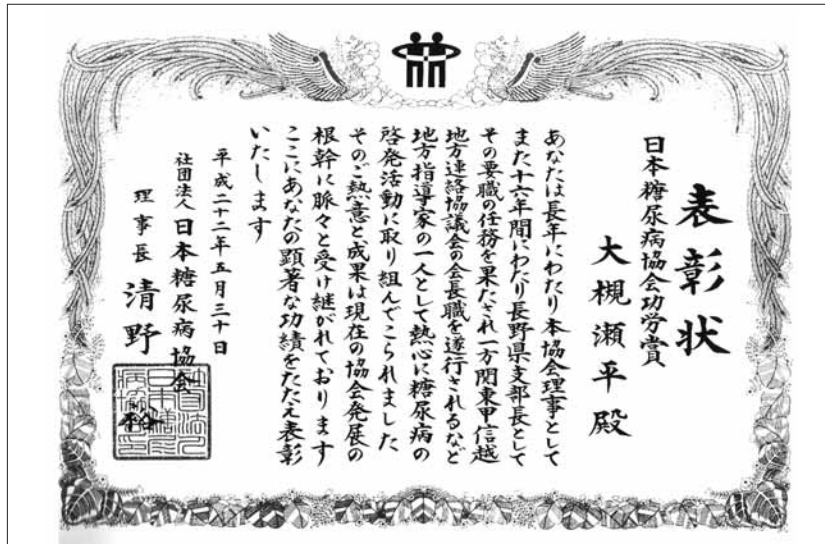 表彰状
日本糖尿病協会功労賞
大槻瀬平殿
あなたは長年にわたり本協会理事として
また十六年間にわたり長野県支部長として
その要職の任務を果たされ一方関東甲信越
地方連絡協議会の会長職を遂行されるなど
地方指導家の一人として熱心に糖尿病の
啓発活動に取り組んでこられました
そのご熱意と成果は現在の協会発展の
根幹に脈々と受け継がれております
ここにあなたの顕著な功績をたたえ表彰
いたします
平成二十二年五月三十日
社団法人日本糖尿病協会
理事長 清野裕